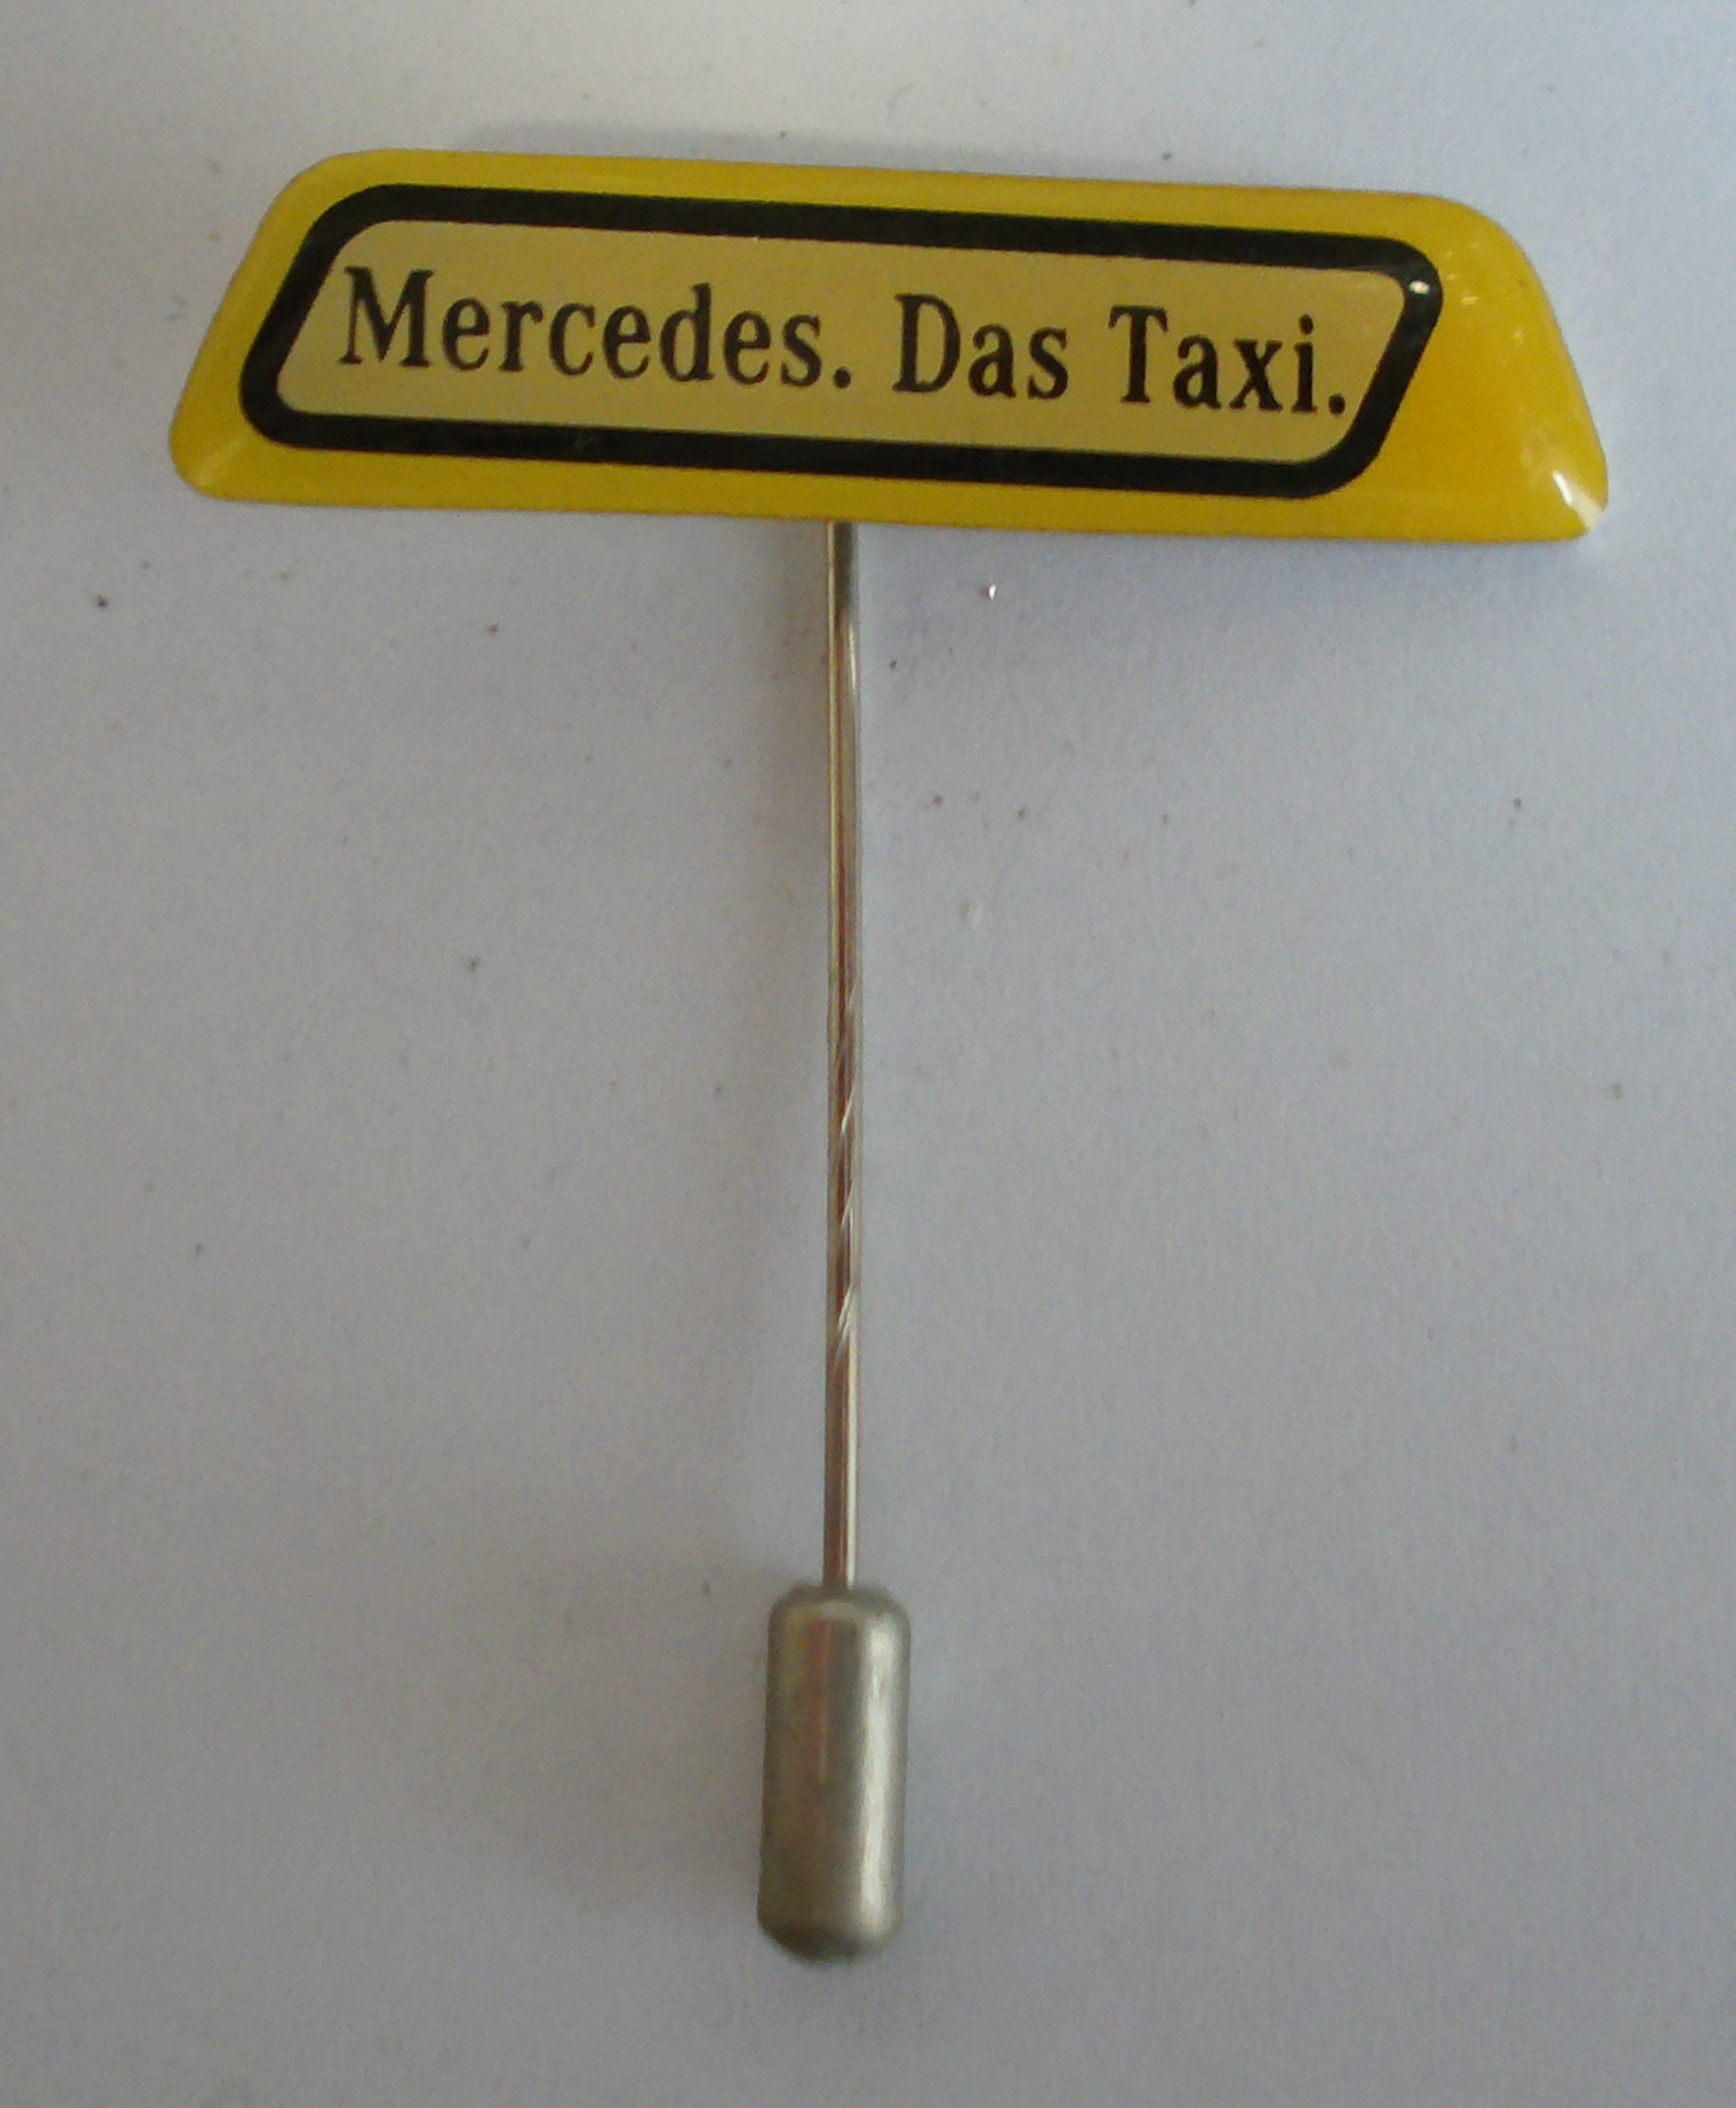 Mercedes. Das Taxi.